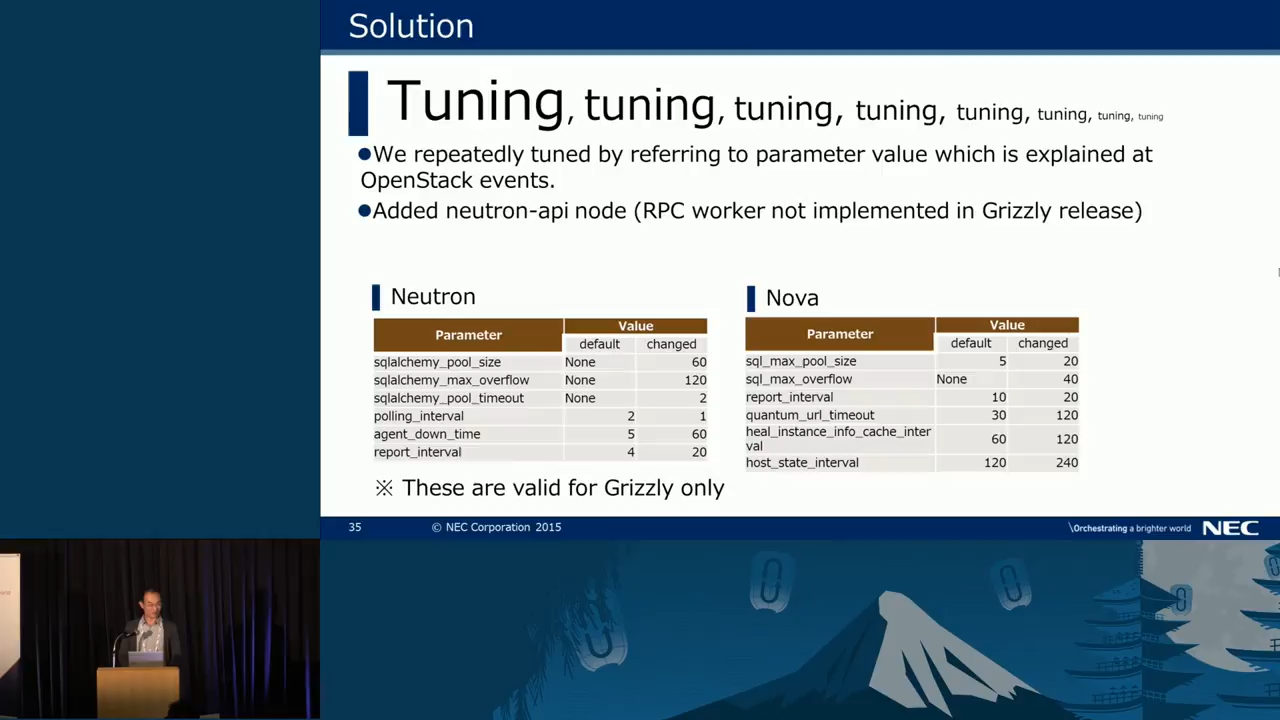 Solution
Tuning, tuning, tuning, tuning, tuning, tuning, tuning, tuning
●We repeatedly tuned by referring to parameter value which is explained at
OpenStack events.
●Added neutron-api node (RPC worker not implemented in Grizzly release)
Neutron
Parameter Value
default changed
sqlalchemy_pool_size None 60
sqlalchemy_max_overflow None 120
sqlalchemy_pool_timeout None 2
polling_interval 2 1
agent_down_time 5 60
report_interval 4 20
Nova
Parameter Value
default changed
sql_max_pool_size 5 20
sql_max_overflow None 40
report_interval 10 20
quantum_url_timeout 30 120
heal_instance_info_cache_inter
val 60 120
host_state_interval 120 240
※ These are valid for Grizzly only
35 © NEC Corporation 2015 \Orchestrating a brighter world NEC